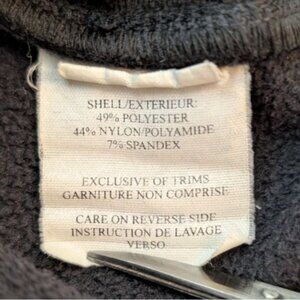 SHELL/EXTERIEUR:
49% POLYESTER
44% NYLON/POLYAMIDE
7% SPANDEX
EXCLUSIVE OF TRIMS
GARNITURE NON COMPRISE
CARE ON REVERSE SIDE
INSTRUCTION DE LAVAGE
VERSO